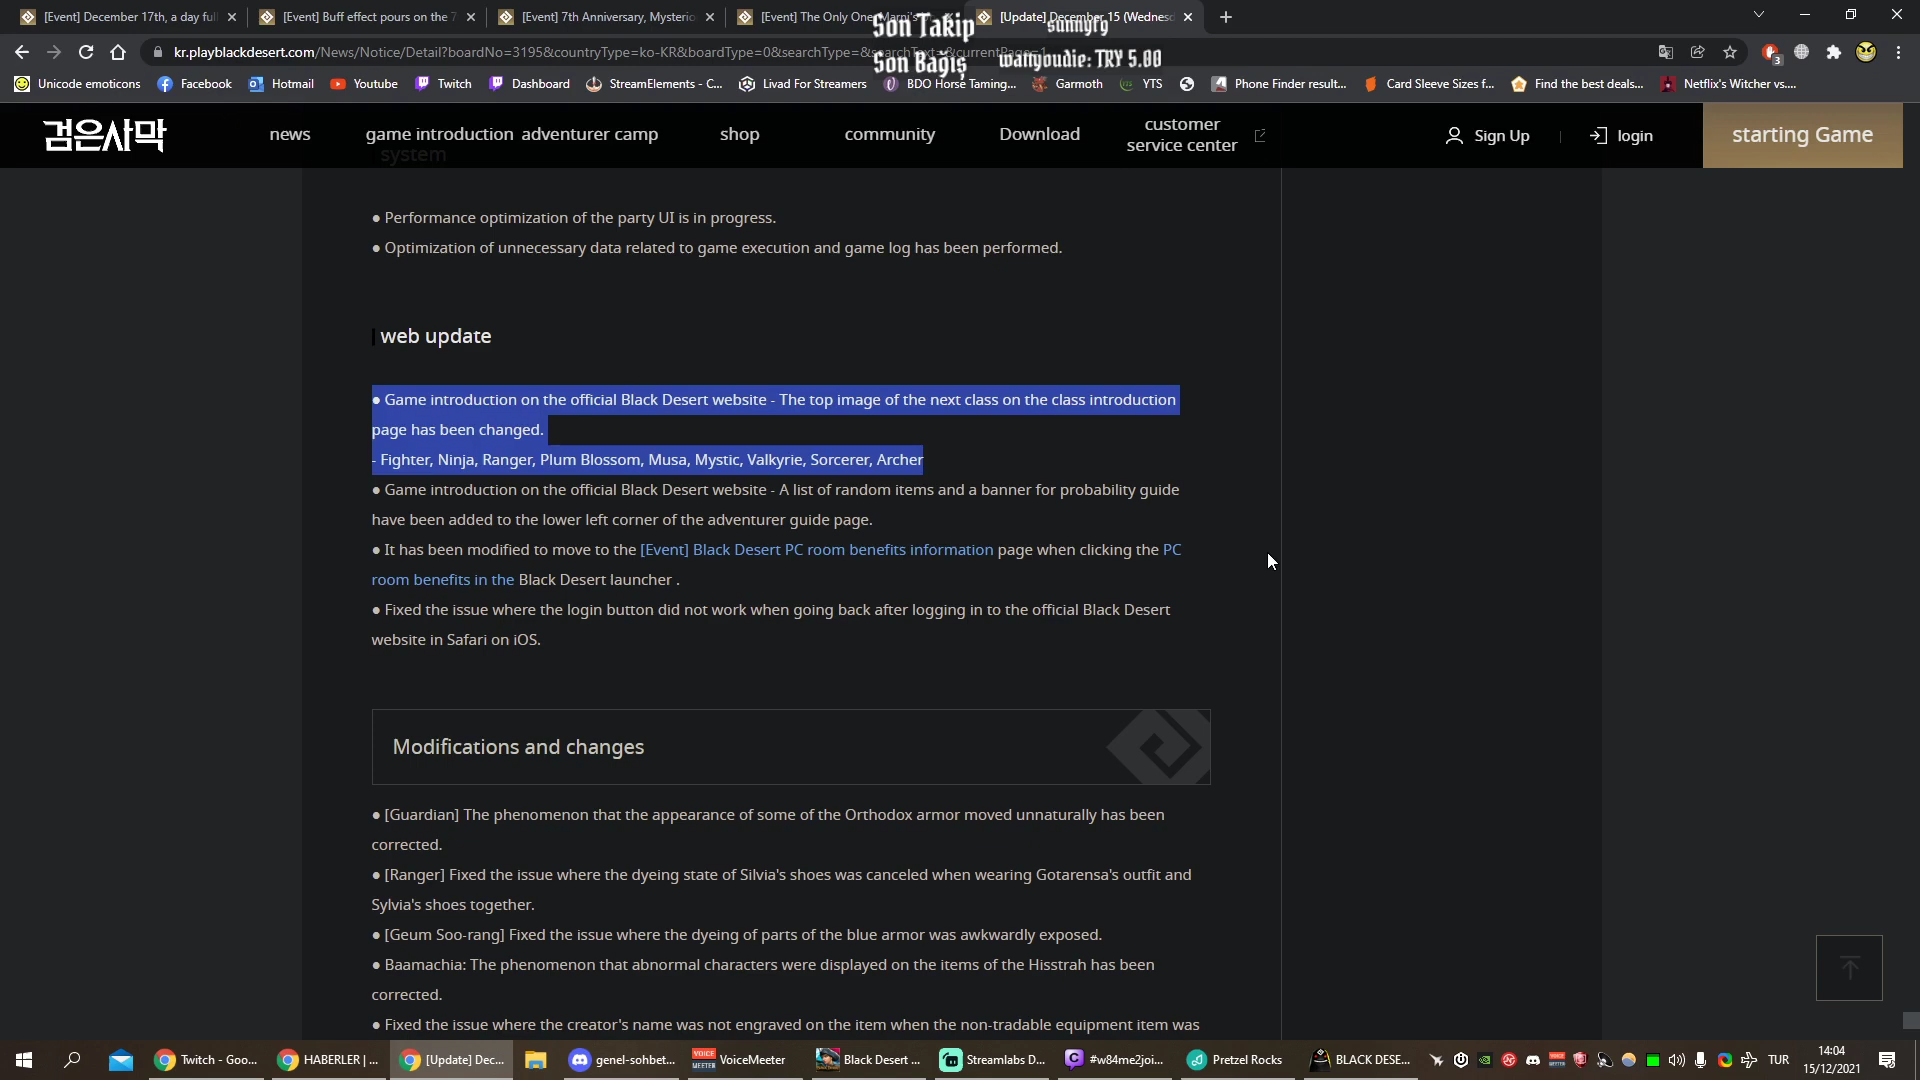 [Event] December 17th, a day full
[Event] Buff effect pours on the 7
[Event] 7th Anniversary, Mysterio
[Event] The Only One, Marni's
[Update] December 15 (Wednesd
Son Takip
sunnyfy
Son Bağış
wattyoudie: TRY 5.00
kr.playblackdesert.com/News/Notice/Detail?boardNo=3195&countryType=ko-KR&boardType=0&searchType=&searchText=&currentPage=1
3
Unicode emoticons
Facebook
Hotmail
Youtube
Twitch
Dashboard
StreamElements - C...
Livad For Streamers
BDO Horse Taming...
Garmoth
YTS
Phone Finder result...
Card Sleeve Sizes f...
Find the best deals...
Netflix's Witcher vs....
검은사막
news
game introduction
adventurer camp
shop
community
Download
customer
service center
Sign Up
login
starting Game
system
● Performance optimization of the party UI is in progress.
● Optimization of unnecessary data related to game execution and game log has been performed.
web update
● Game introduction on the official Black Desert website - The top image of the next class on the class introduction
page has been changed.
- Fighter, Ninja, Ranger, Plum Blossom, Musa, Mystic, Valkyrie, Sorcerer, Archer
● Game introduction on the official Black Desert website - A list of random items and a banner for probability guide
have been added to the lower left corner of the adventurer guide page.
● It has been modified to move to the [Event] Black Desert PC room benefits information page when clicking the PC
room benefits in the Black Desert launcher .
● Fixed the issue where the login button did not work when going back after logging in to the official Black Desert
website in Safari on iOS.
Modifications and changes
● [Guardian] The phenomenon that the appearance of some of the Orthodox armor moved unnaturally has been
corrected.
● [Ranger] Fixed the issue where the dyeing state of Silvia's shoes was canceled when wearing Gotarensa's outfit and
Sylvia's shoes together.
● [Geum Soo-rang] Fixed the issue where the dyeing of parts of the blue armor was awkwardly exposed.
● Baamachia: The phenomenon that abnormal characters were displayed on the items of the Hisstrah has been
corrected.
● Fixed the issue where the creator's name was not engraved on the item when the non-tradable equipment item was
Twitch - Goo...
HABERLER | ...
[Update] Dec...
genel-sohbet...
VOICE
MEETER
VoiceMeeter
Black Desert ...
Streamlabs D...
#w84me2joi...
Pretzel Rocks
BLACK DESE...
TUR
14:04
15/12/2021